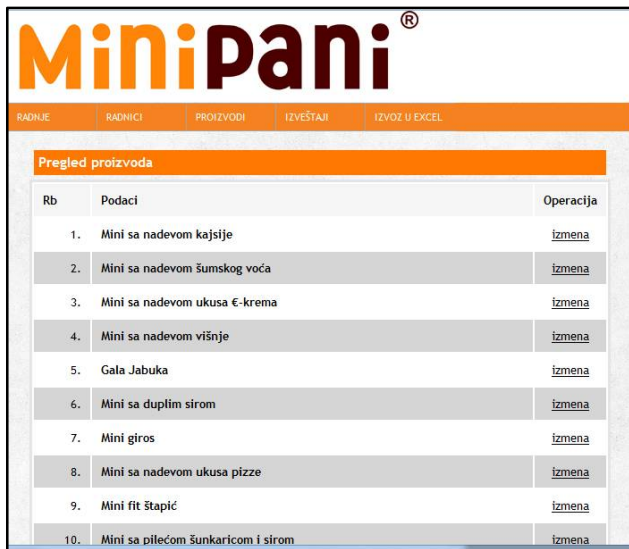 Minipani®
RADNJE RADNICI PROIZVODI IZVEŠTAJI IZVOZ U EXCEL
Pregled proizvoda
Rb Podaci Operacija
1. Mini sa nadevom kajsije izmena
2. Mini sa nadevom šumskog voća izmena
3. Mini sa nadevom ukusa €-krema izmena
4. Mini sa nadevom višnje izmena
5. Gala Jabuka izmena
6. Mini sa duplim sirom izmena
7. Mini giros izmena
8. Mini sa nadevom ukusa pizze izmena
9. Mini fit štapić izmena
10. Mini sa pilećom šunkaricom i sirom izmena